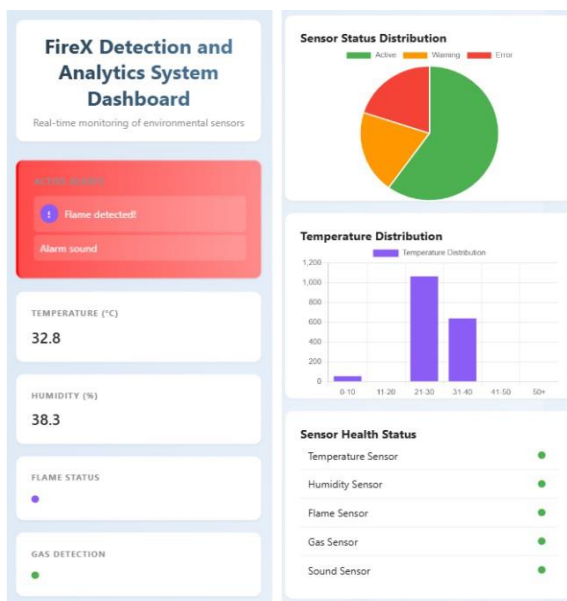 FireX Detection and
Analytics System
Dashboard
Real-time monitoring of environmental sensors
ACTIVE ALERTS
! Flame detected!
Alarm sound
TEMPERATURE (°C)
32.8
HUMIDITY (%)
38.3
FLAME STATUS
GAS DETECTION
Sensor Status Distribution
Active Warning Error
Temperature Distribution
Temperature Distribution
1,200
1,000
800
600
400
200
0
0-10 11-20 21-30 31-40 41-50 50+
Sensor Health Status
Temperature Sensor
Humidity Sensor
Flame Sensor
Gas Sensor
Sound Sensor